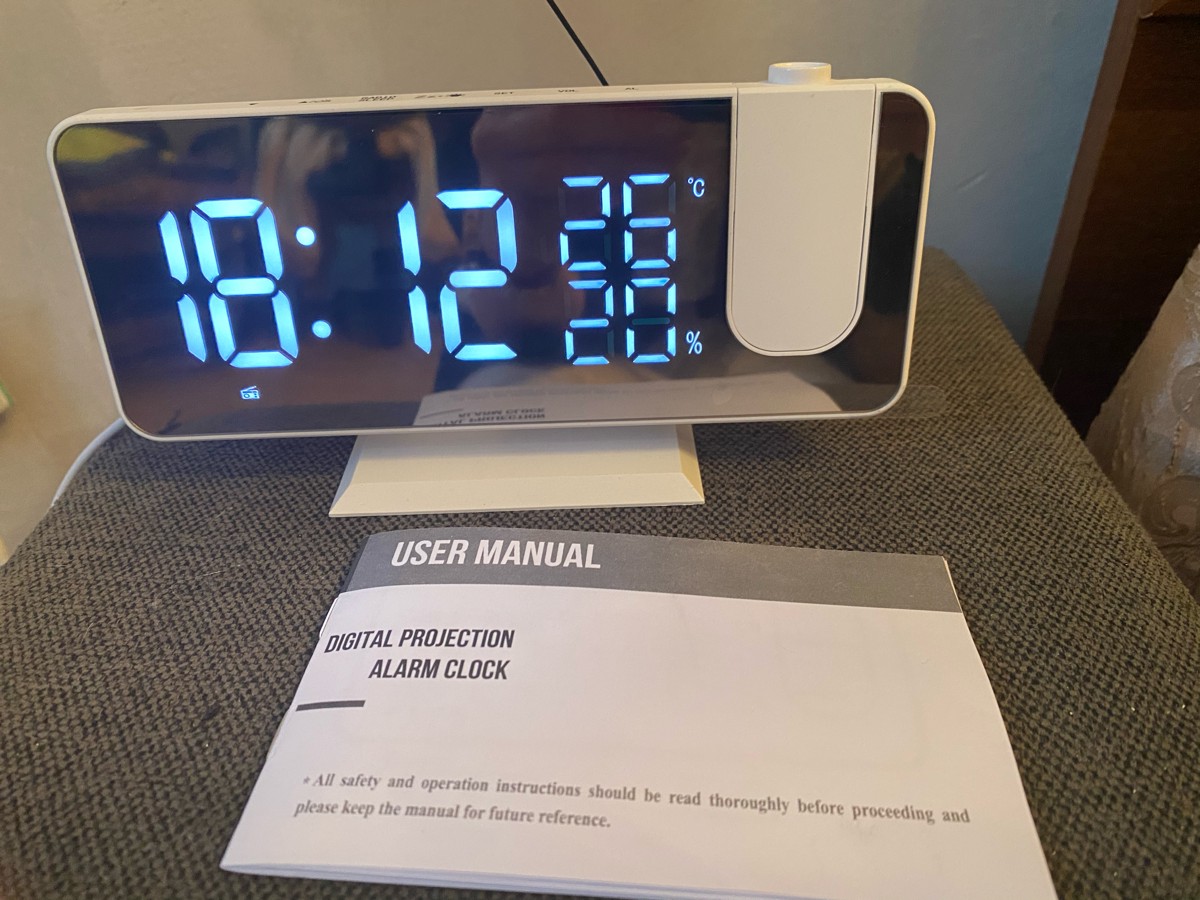 18:12
26 °C
20 %
USER MANUAL
DIGITAL PROJECTION
ALARM CLOCK
* All safety and operation instructions should be read thoroughly before proceeding and
please keep the manual for future reference.